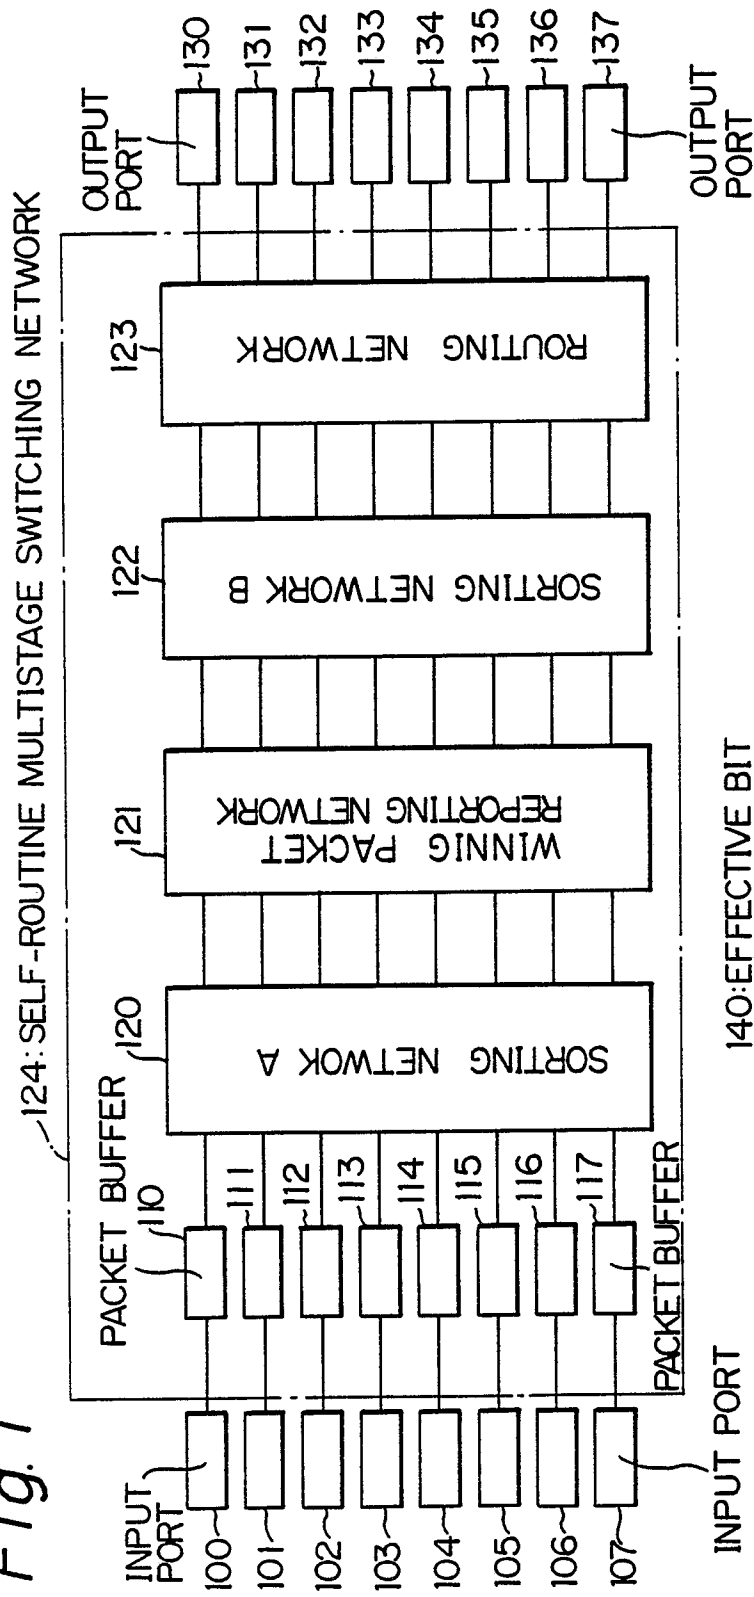 Fig. 1
124: SELF-ROUTINE MULTISTAGE SWITCHING NETWORK
INPUT
PORT
100
101
102
103
104
105
106
107
INPUT PORT
PACKET BUFFER
110
111
112
113
114
115
116
117
PACKET BUFFER
120
SORTING NETWOK A
121
WINNIG PACKET
REPORTING NETWORK
122
SORTING NETWORK B
123
ROUTING NETWORK
OUTPUT
PORT
130
131
132
133
134
135
136
137
OUTPUT
PORT
140: EFFECTIVE BIT